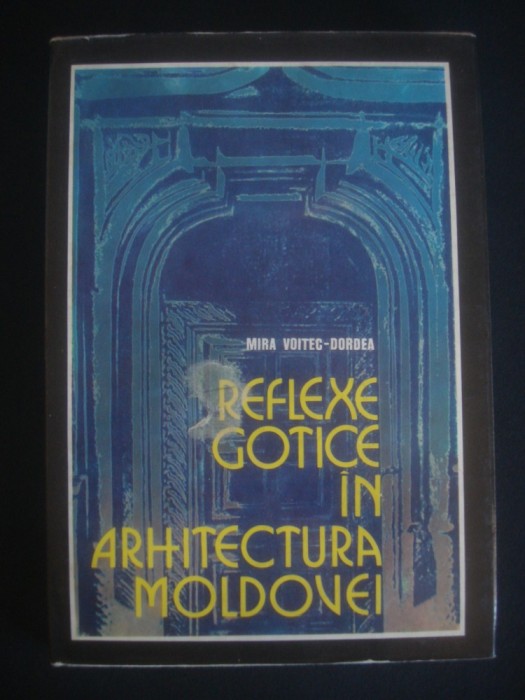 MIRA VOITEC-DORDEA
REFLEXE
GOTICE
ÎN
ARHITECTURA
MOLDOVEI